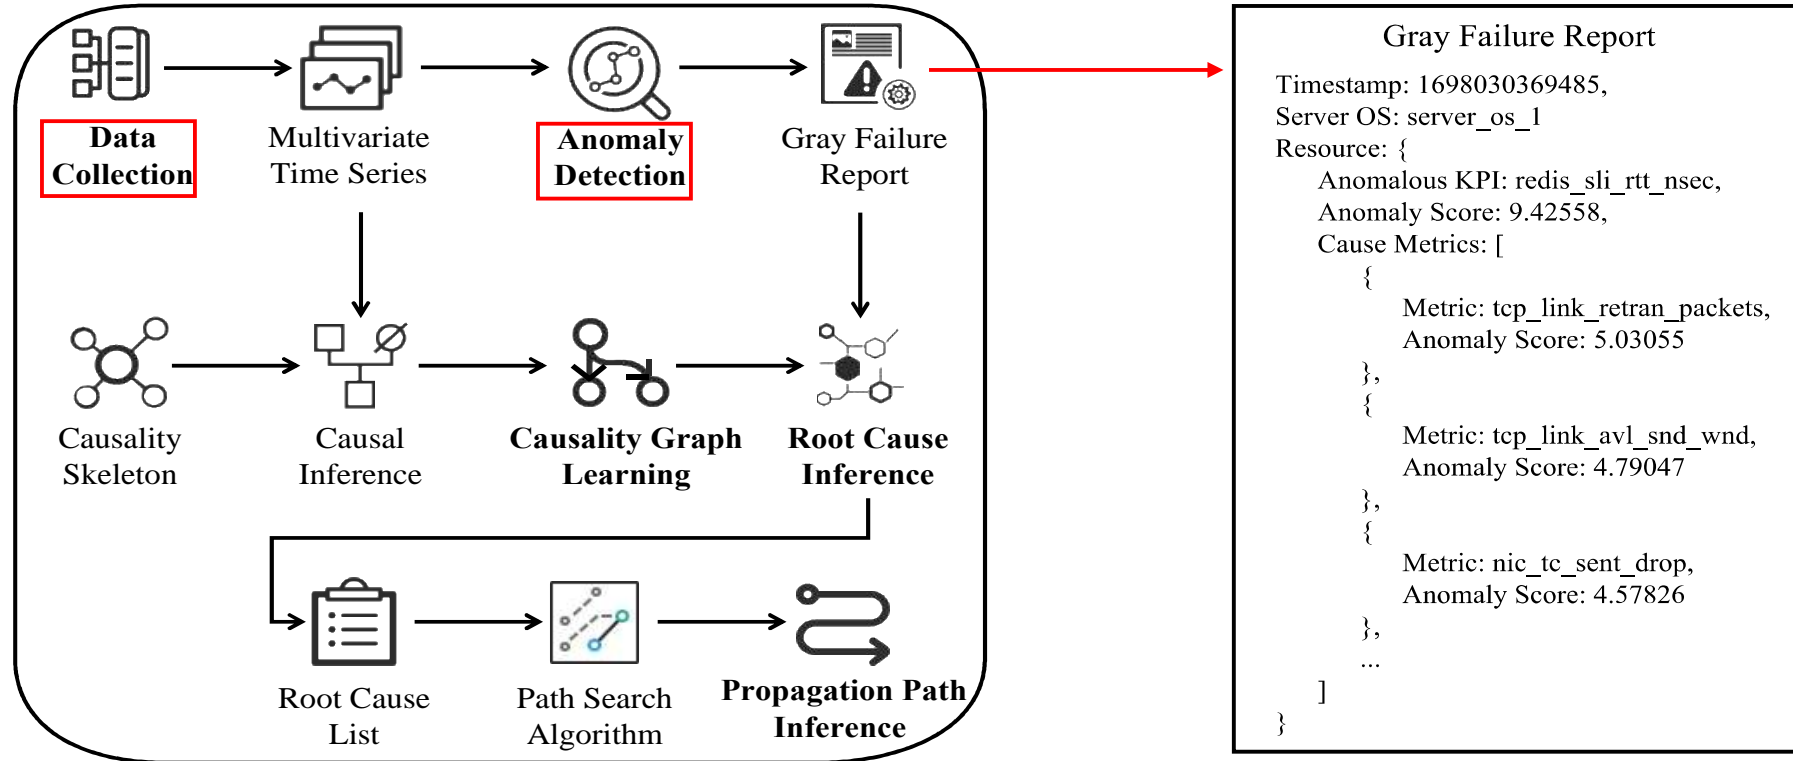 Data
Collection
Multivariate
Time Series
Anomaly
Detection
Gray Failure
Report
Causality
Skeleton
Causal
Inference
Causality Graph
Learning
Root Cause
Inference
Root Cause
List
Path Search
Algorithm
Propagation Path
Inference
Gray Failure Report
Timestamp: 1698030369485,
Server OS: server_os_1
Resource: {
Anomalous KPI: redis_sli_rtt_nsec,
Anomaly Score: 9.42558,
Cause Metrics: [
{
Metric: tcp_link_retran_packets,
Anomaly Score: 5.03055
},
{
Metric: tcp_link_avl_snd_wnd,
Anomaly Score: 4.79047
},
{
Metric: nic_tc_sent_drop,
Anomaly Score: 4.57826
},
...
]
}